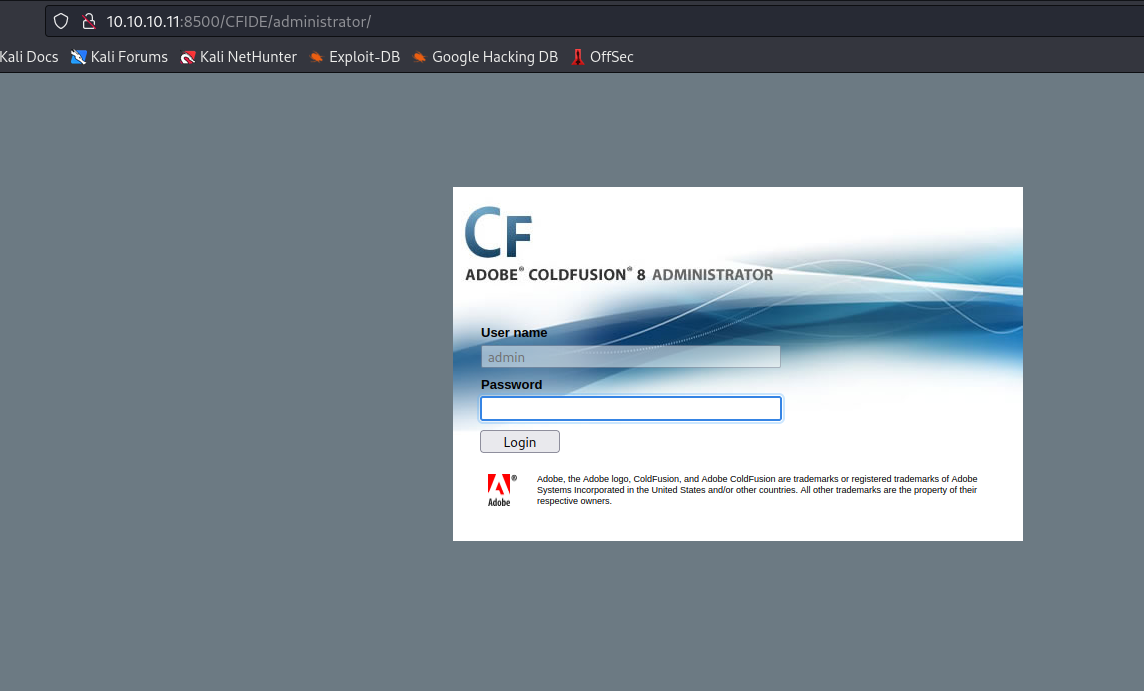 10.10.10.11:8500/CFIDE/administrator/
Kali Docs Kali Forums Kali NetHunter Exploit-DB Google Hacking DB OffSec
CF
ADOBE® COLDFUSION® 8 ADMINISTRATOR
User name
admin
Password
Login
Adobe, the Adobe logo, ColdFusion, and Adobe ColdFusion are trademarks or registered trademarks of Adobe
Systems Incorporated in the United States and/or other countries. All other trademarks are the property of their
respective owners.
®
Adobe